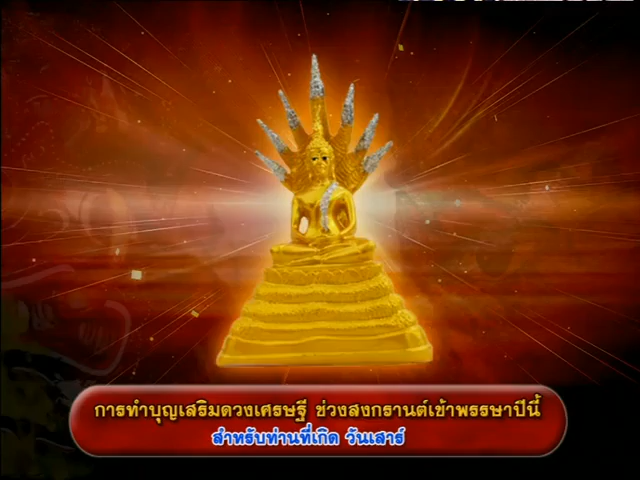 การทำบุญเสริมดวงเศรษฐี ช่วงสงกรานต์เข้าพรรษาปีนี้
สำหรับท่านที่เกิด วันเสาร์